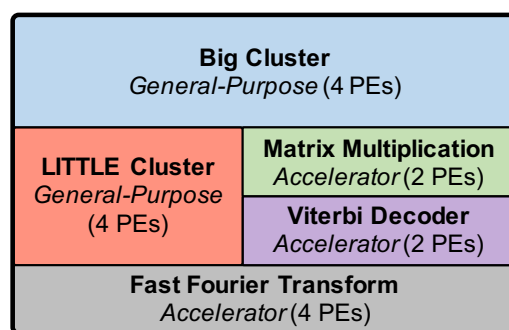 Big Cluster
General-Purpose (4 PEs)
LITTLE Cluster
General-Purpose
(4 PEs)
Matrix Multiplication
Accelerator (2 PEs)
Viterbi Decoder
Accelerator (2 PEs)
Fast Fourier Transform
Accelerator (4 PEs)